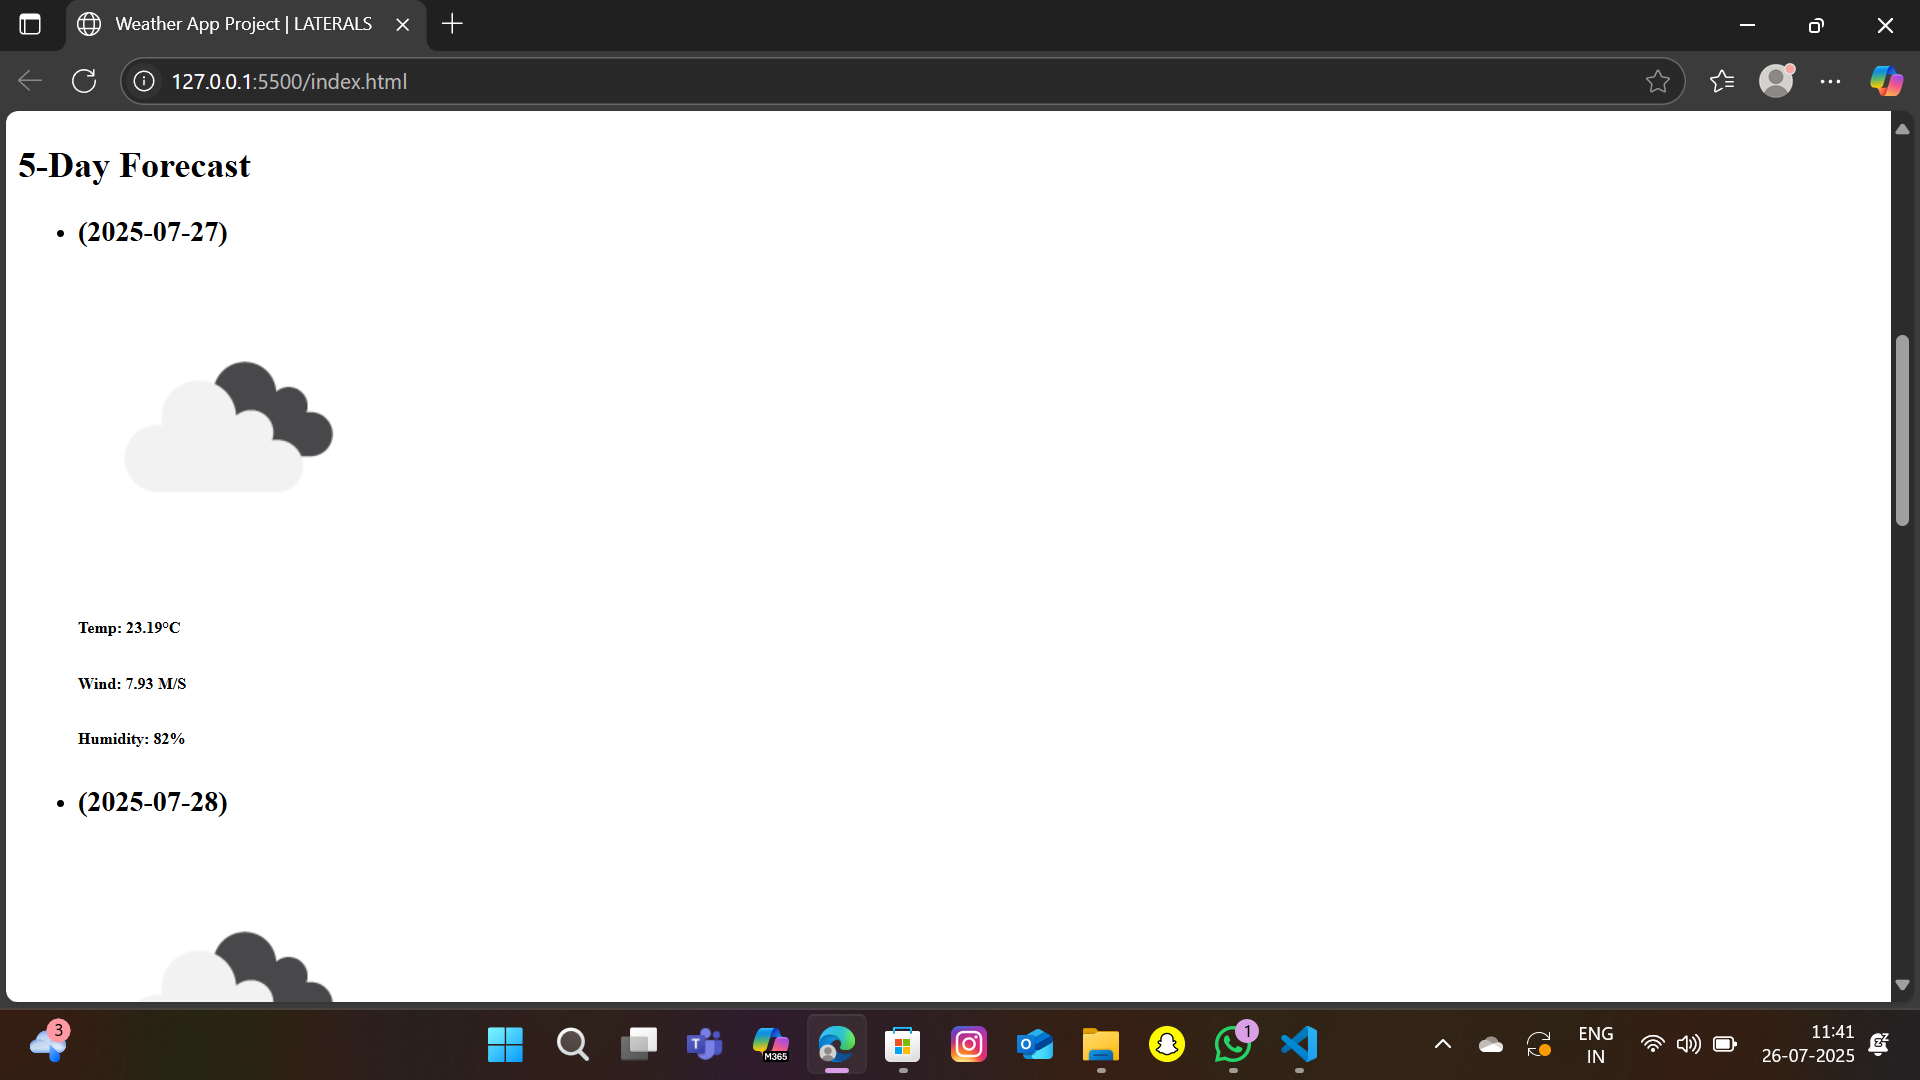 Weather App Project | LATERALS
127.0.0.1:5500/index.html
5-Day Forecast
(2025-07-27)
Temp: 23.19°C
Wind: 7.93 M/S
Humidity: 82%
(2025-07-28)
3
T
M365
O
1
ENG
IN
11:41
26-07-2025